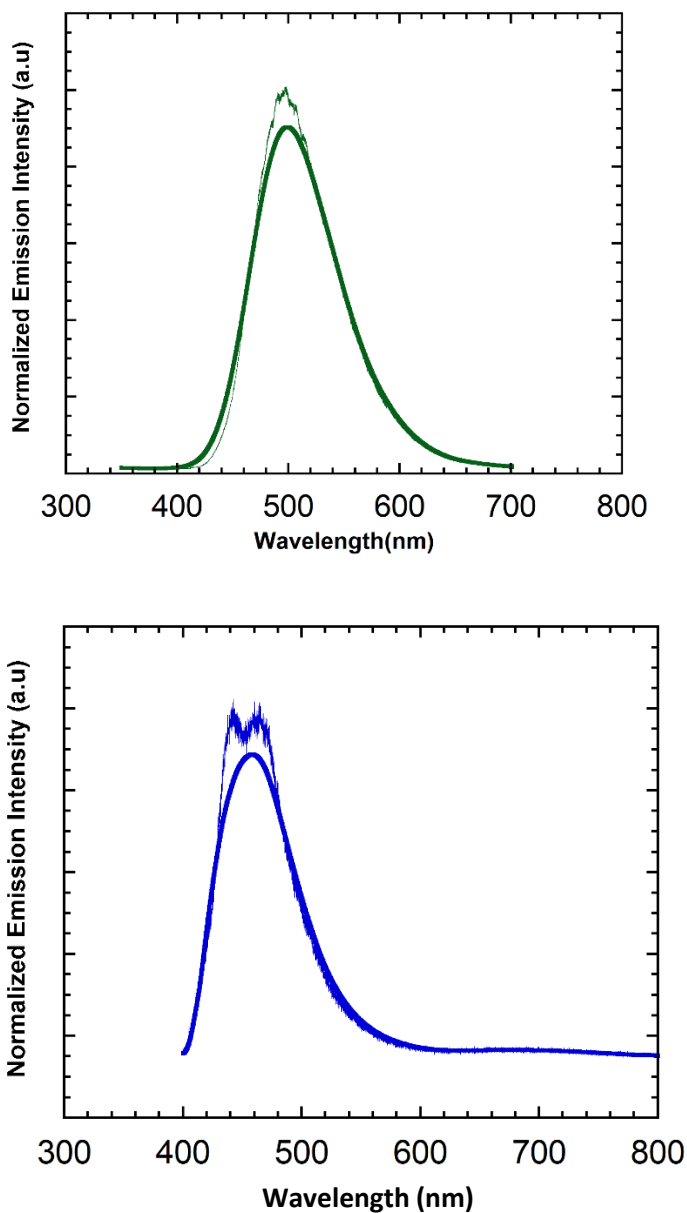 Normalized Emission Intensity (a.u)
300 400 500 600 700 800
Wavelength(nm)
Normalized Emission Intensity (a.u)
300 400 500 600 700 800
Wavelength (nm)